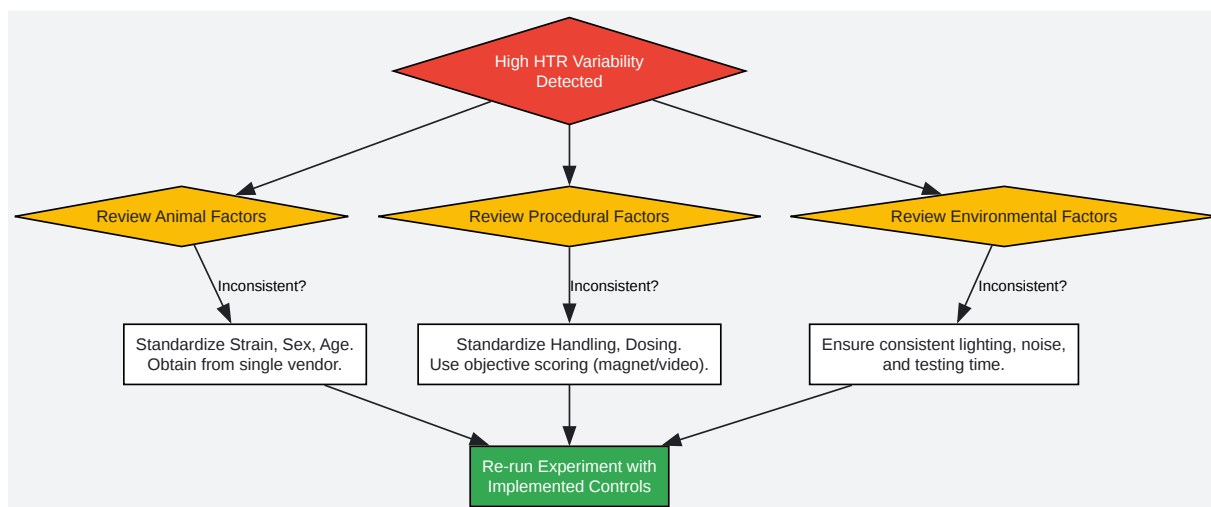 High HTR Variability
Detected
Review Animal Factors
Review Procedural Factors
Review Environmental Factors
Inconsistent?
Inconsistent?
Inconsistent?
Standardize Strain, Sex, Age.
Obtain from single vendor.
Standardize Handling, Dosing.
Use objective scoring (magnet/video).
Ensure consistent lighting, noise,
and testing time.
Re-run Experiment with
Implemented Controls